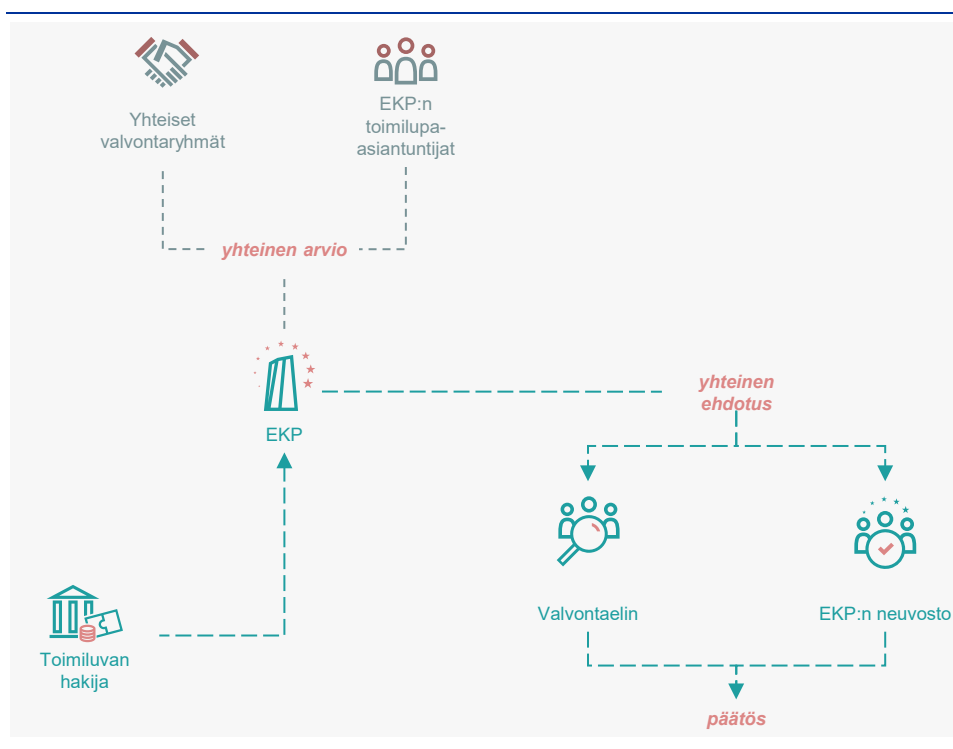 Yhteiset
valvontaryhmät
EKP:n
toimilupa-
asiantuntijat
yhteinen arvio
EKP
yhteinen
ehdotus
Valvontaelin
EKP:n neuvosto
Toimiluvan
hakija
päätös